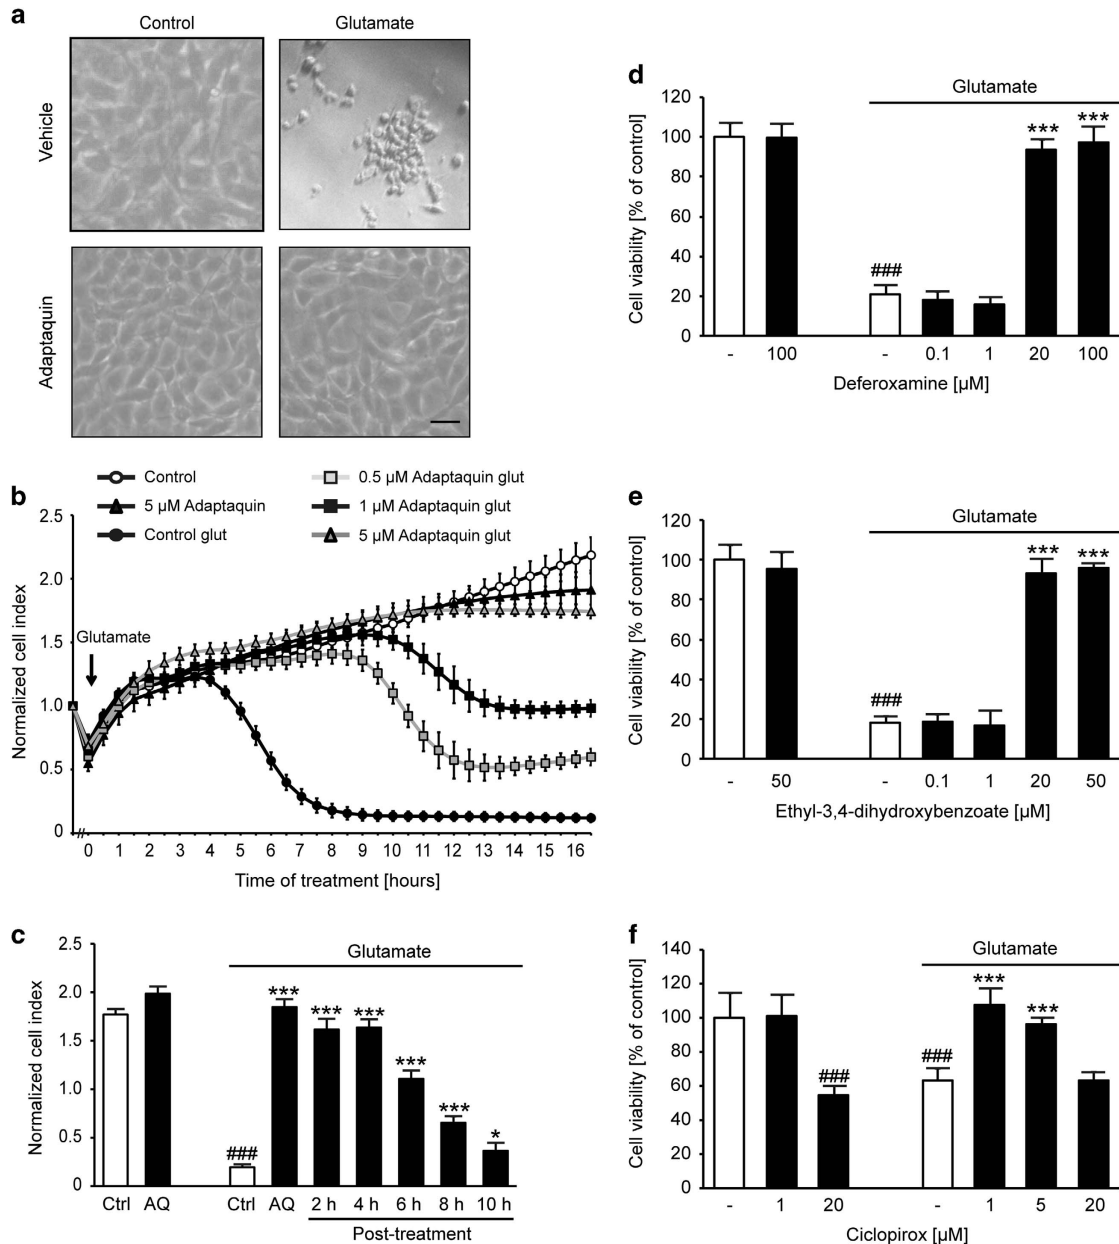 a
Control
Glutamate
Vehicle
Adaptaquin
b
Control
5 µM Adaptaquin
Control glut
0.5 µM Adaptaquin glut
1 µM Adaptaquin glut
5 µM Adaptaquin glut
Normalized cell index
2.5
2.0
1.5
1.0
0.5
0
Glutamate
0 1 2 3 4 5 6 7 8 9 10 11 12 13 14 15 16
Time of treatment [hours]
c
Glutamate
Normalized cell index
2.5
2.0
1.5
1.0
0.5
0
###
***
***
***
***
***
*
Ctrl AQ Ctrl AQ 2 h 4 h 6 h 8 h 10 h
Post-treatment
d
Glutamate
Cell viability [% of control]
120
100
80
60
40
20
0
###
***
***
- 100 - 0.1 1 20 100
Deferoxamine [µM]
e
Glutamate
Cell viability [% of control]
120
100
80
60
40
20
0
###
***
***
- 50 - 0.1 1 20 50
Ethyl-3,4-dihydroxybenzoate [µM]
f
Glutamate
Cell viability [% of control]
140
120
100
80
60
40
20
0
###
###
***
***
- 1 20 - 1 5 20
Ciclopirox [µM]